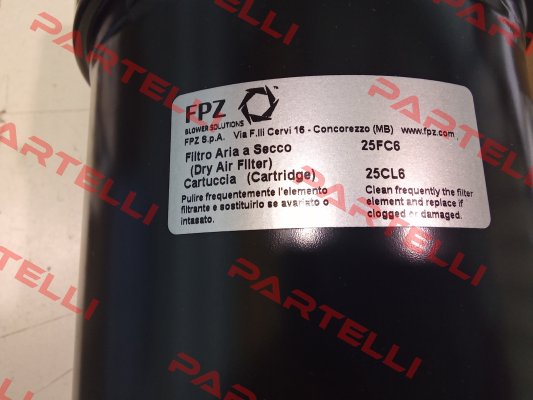 FPZ ™
BLOWER SOLUTIONS
FPZ S.p.A. Via F.lli Cervi 16 - Concorezzo (MB) www.fpz.com
Filtro Aria a Secco 25FC6
(Dry Air Filter)
Cartuccia (Cartridge) 25CL6
Pulire frequentemente l'elemento
filtrante e sostituirlo se avariato o
intasato.
Clean frequently the filter
element and replace if
clogged or damaged.
PARTELLI
PARTELLI
PARTELLI
PARTELLI
PARTELLI
PARTELLI
PARTELLI